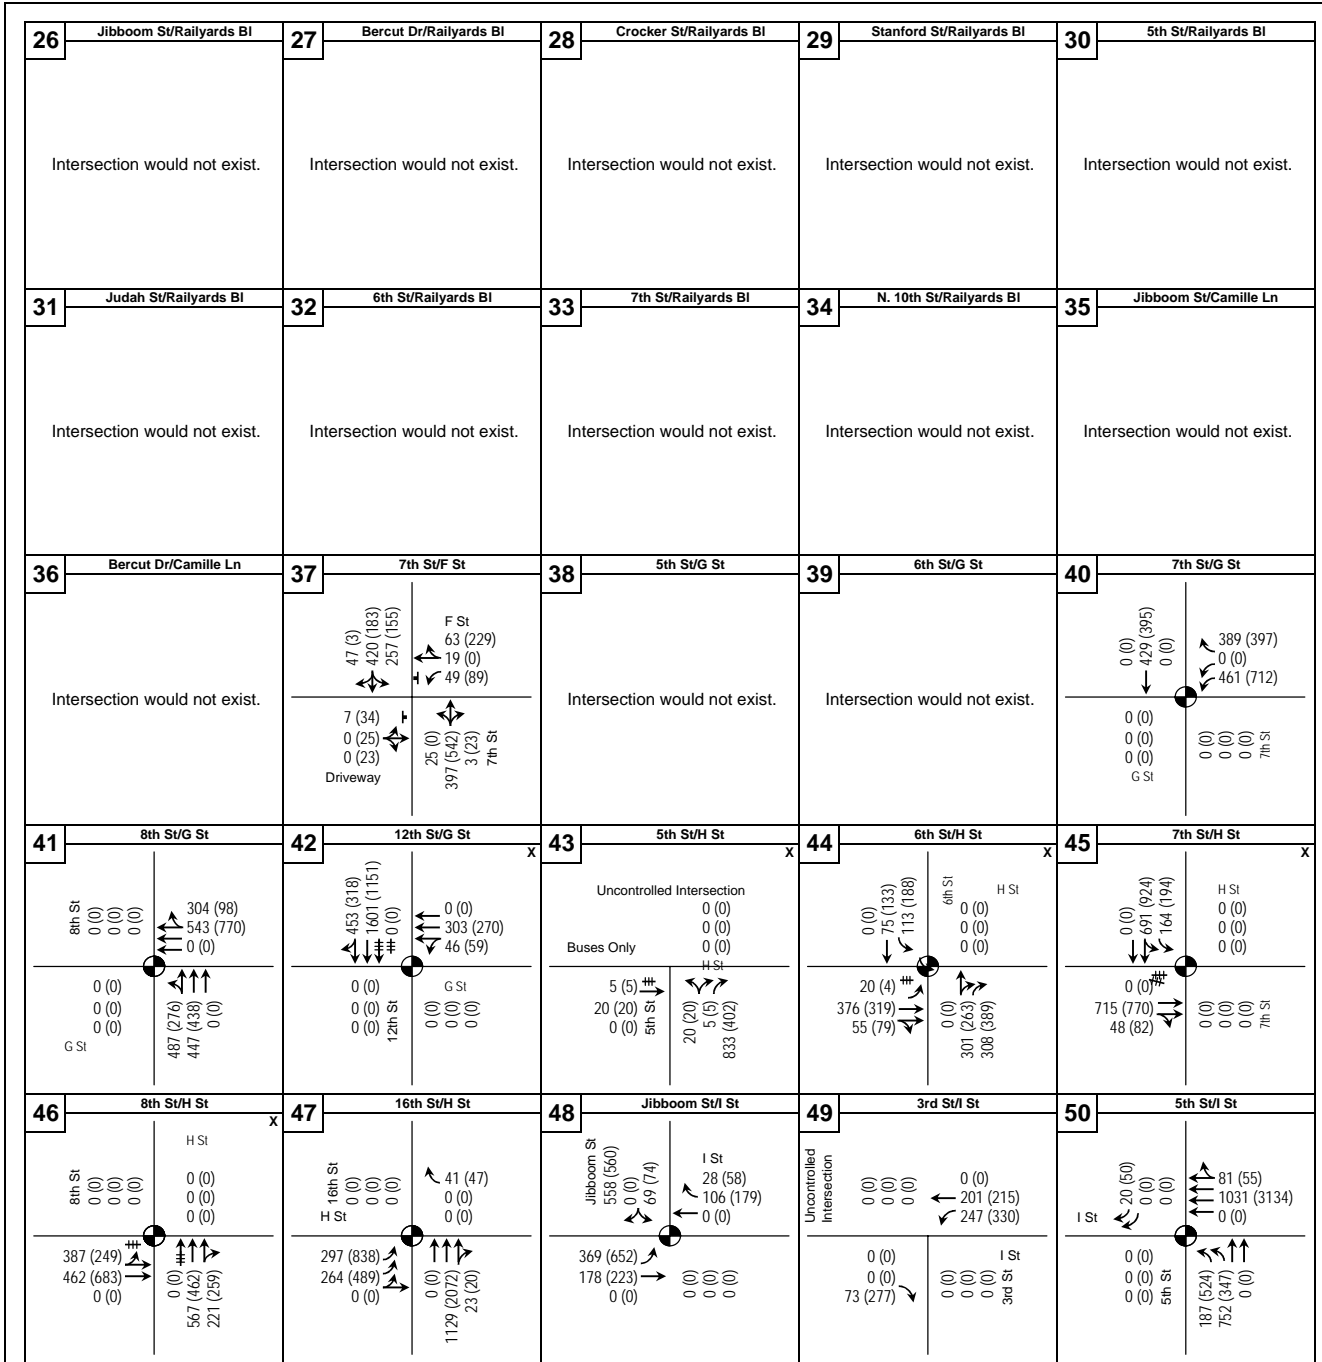 26 Jibboom St/Railyards Bl
Intersection would not exist.
27 Bercut Dr/Railyards Bl
Intersection would not exist.
28 Crocker St/Railyards Bl
Intersection would not exist.
29 Stanford St/Railyards Bl
Intersection would not exist.
30 5th St/Railyards Bl
Intersection would not exist.
31 Judah St/Railyards Bl
Intersection would not exist.
32 6th St/Railyards Bl
Intersection would not exist.
33 7th St/Railyards Bl
Intersection would not exist.
34 N. 10th St/Railyards Bl
Intersection would not exist.
35 Jibboom St/Camille Ln
Intersection would not exist.
36 Bercut Dr/Camille Ln
Intersection would not exist.
37 7th St/F St
47 (3)
420 (183)
257 (155)
F St
63 (229)
19 (0)
49 (89)
7 (34)
0 (25)
0 (23)
Driveway
25 (0)
397 (542)
3 (23)
7th St
38 5th St/G St
Intersection would not exist.
39 6th St/G St
Intersection would not exist.
40 7th St/G St
0 (0)
429 (395)
0 (0)
389 (397)
0 (0)
461 (712)
0 (0)
0 (0)
0 (0)
G St
0 (0)
0 (0)
0 (0)
7th St
41 8th St/G St
8th St
0 (0)
0 (0)
0 (0)
304 (98)
543 (770)
0 (0)
0 (0)
0 (0)
0 (0)
G St
487 (276)
447 (438)
0 (0)
42 12th St/G St
X
453 (318)
1601 (1151)
0 (0)
0 (0)
303 (270)
46 (59)
G St
0 (0)
0 (0)
0 (0)
12th St
0 (0)
0 (0)
0 (0)
43 5th St/H St
X
Uncontrolled Intersection
0 (0)
0 (0)
0 (0)
Buses Only
H St
5 (5)
20 (20)
0 (0)
5th St
20 (20)
5 (5)
833 (402)
44 6th St/H St
X
0 (0)
75 (133)
113 (188)
6th St
H St
0 (0)
0 (0)
0 (0)
20 (4)
376 (319)
55 (79)
0 (0)
301 (263)
308 (389)
45 7th St/H St
X
0 (0)
691 (924)
164 (194)
H St
0 (0)
0 (0)
0 (0)
0 (0)
715 (770)
48 (82)
0 (0)
0 (0)
0 (0)
7th St
46 8th St/H St
X
8th St
0 (0)
0 (0)
0 (0)
H St
0 (0)
0 (0)
0 (0)
387 (249)
462 (683)
0 (0)
0 (0)
567 (462)
221 (259)
47 16th St/H St
16th St
0 (0)
0 (0)
0 (0)
H St
41 (47)
0 (0)
0 (0)
297 (838)
264 (489)
0 (0)
0 (0)
1129 (2072)
23 (20)
48 Jibboom St/I St
Jibboom St
558 (560)
0 (0)
69 (74)
I St
28 (58)
106 (179)
0 (0)
369 (652)
178 (223)
0 (0)
0 (0)
0 (0)
0 (0)
49 3rd St/I St
Uncontrolled
Intersection
0 (0)
0 (0)
0 (0)
0 (0)
201 (215)
247 (330)
I St
0 (0)
0 (0)
73 (277)
0 (0)
0 (0)
0 (0)
3rd St
50 5th St/I St
20 (50)
0 (0)
0 (0)
I St
81 (55)
1031 (3134)
0 (0)
0 (0)
0 (0)
0 (0)
5th St
187 (524)
752 (347)
0 (0)